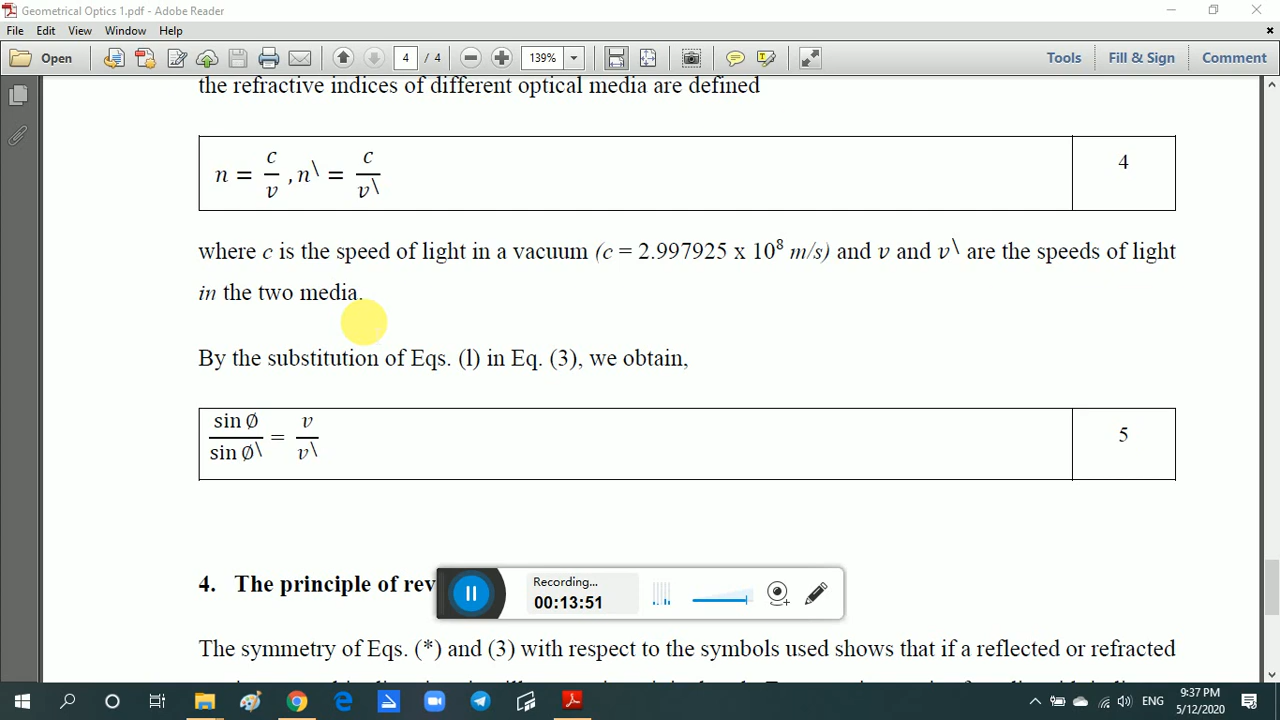 Geometrical Optics 1.pdf - Adobe Reader
File Edit View Window Help
Open 4 / 4 139% Tools Fill & Sign Comment
the refractive indices of different optical media are defined
n = c/v , n\ = c/v\ 4
where c is the speed of light in a vacuum (c = 2.997925 x 10⁸ m/s) and v and v\ are the speeds of light
in the two media.
By the substitution of Eqs. (l) in Eq. (3), we obtain,
sin Ø / sin Ø\ = v / v\ 5
4. The principle of rev
Recording...
00:13:51
The symmetry of Eqs. (*) and (3) with respect to the symbols used shows that if a reflected or refracted
ENG 9:37 PM
5/12/2020